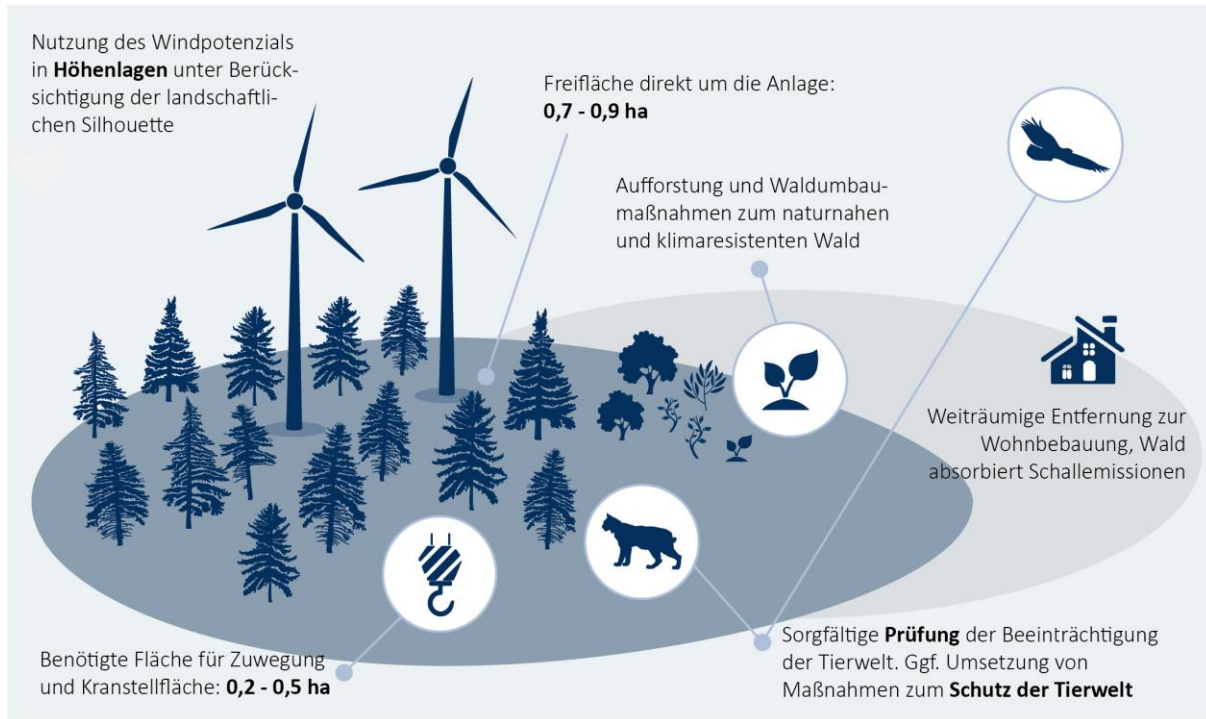 Nutzung des Windpotenzials
in Höhenlagen unter Berück-
sichtigung der landschaftli-
chen Silhouette
Freifläche direkt um die Anlage:
0,7 - 0,9 ha
Aufforstung und Waldumbau-
maßnahmen zum naturnahen
und klimaresistenten Wald
Weiträumige Entfernung zur
Wohnbebauung, Wald
absorbiert Schallemissionen
Benötigte Fläche für Zuwegung
und Kranstellfläche: 0,2 - 0,5 ha
Sorgfältige Prüfung der Beeinträchtigung
der Tierwelt. Ggf. Umsetzung von
Maßnahmen zum Schutz der Tierwelt